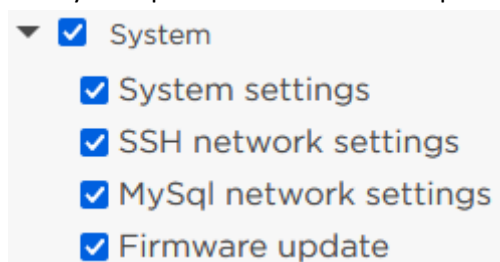 System
System settings
SSH network settings
MySql network settings
Firmware update